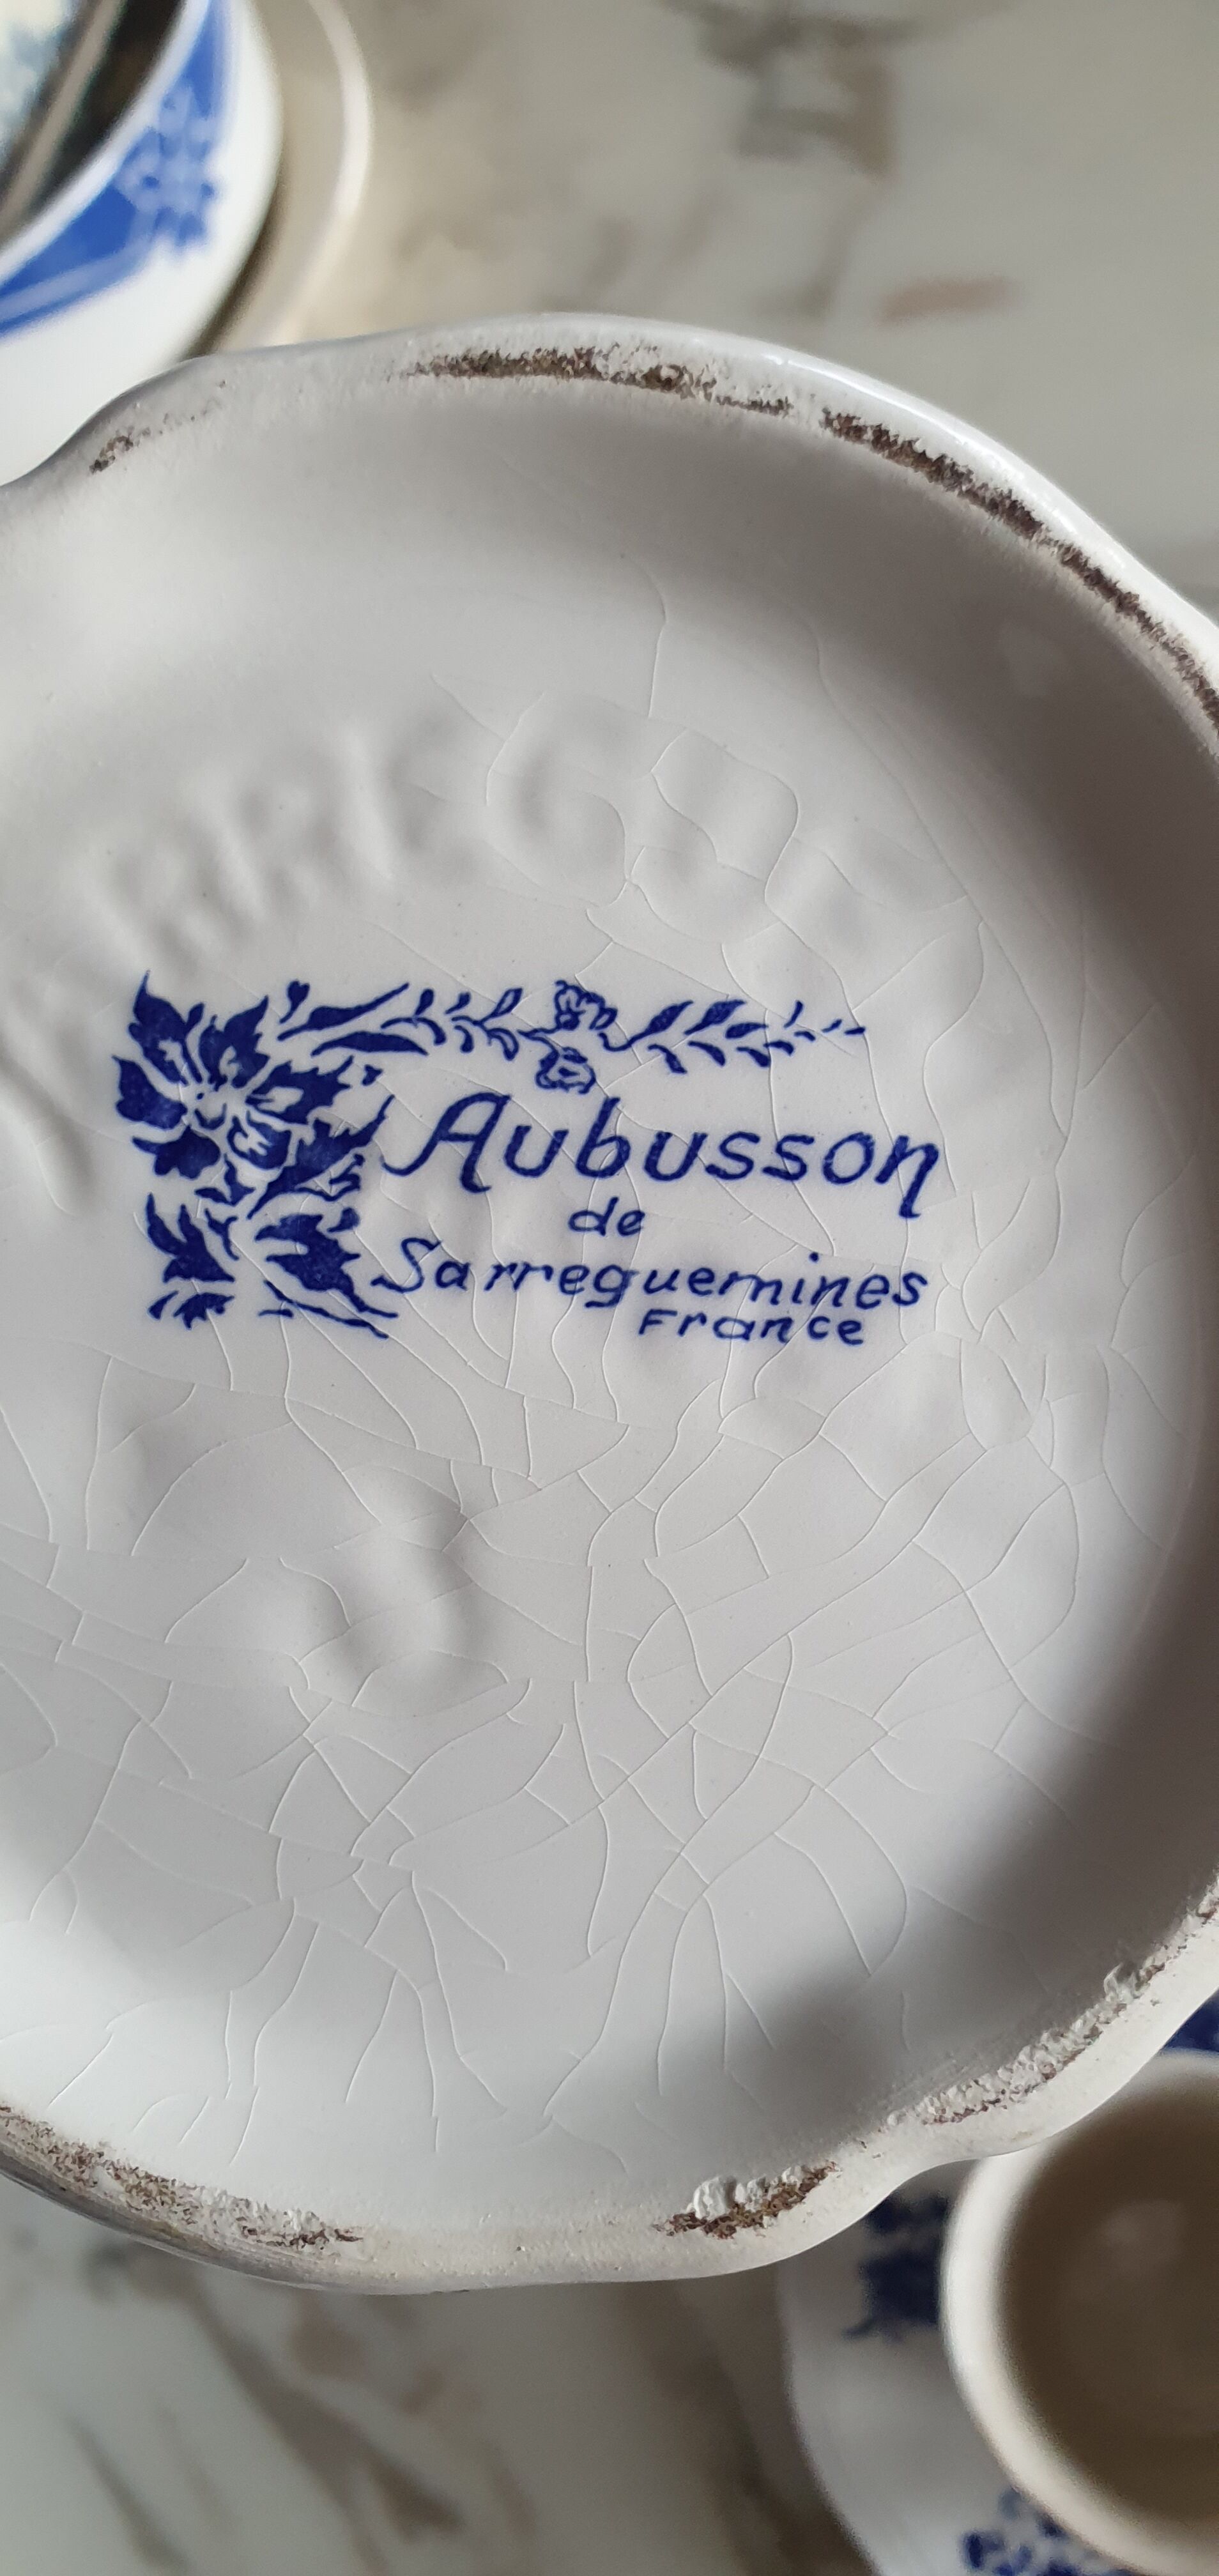 Aubusson
de
Sarreguemines
France